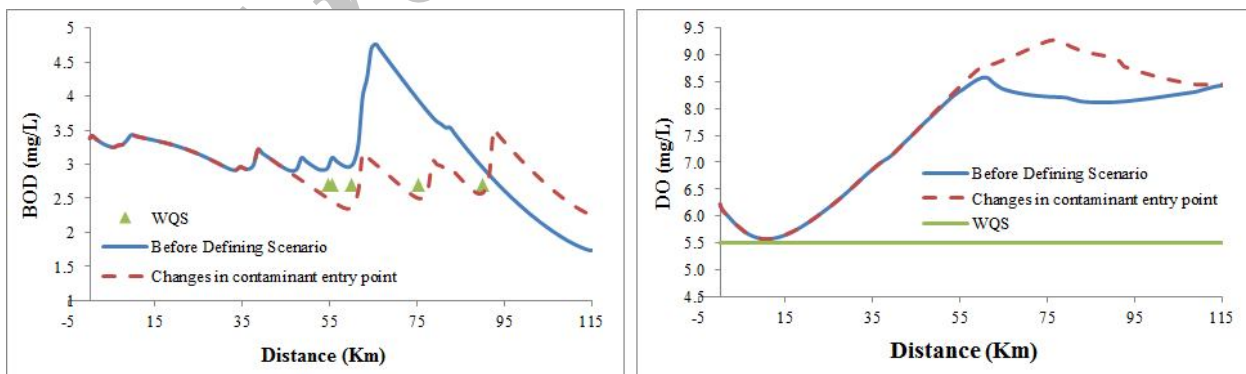 5
4.5
4
3.5
3
2.5
2
1.5
1
BOD (mg/L)
WQS
Before Defining Scenario
Changes in contaminant entry point
-5 15 35 55 75 95 115
Distance (Km)
9.5
9.0
8.5
8.0
7.5
7.0
6.5
6.0
5.5
5.0
4.5
DO (mg/L)
Before Defining Scenario
Changes in contaminant entry point
WQS
-5 15 35 55 75 95 115
Distance (Km)